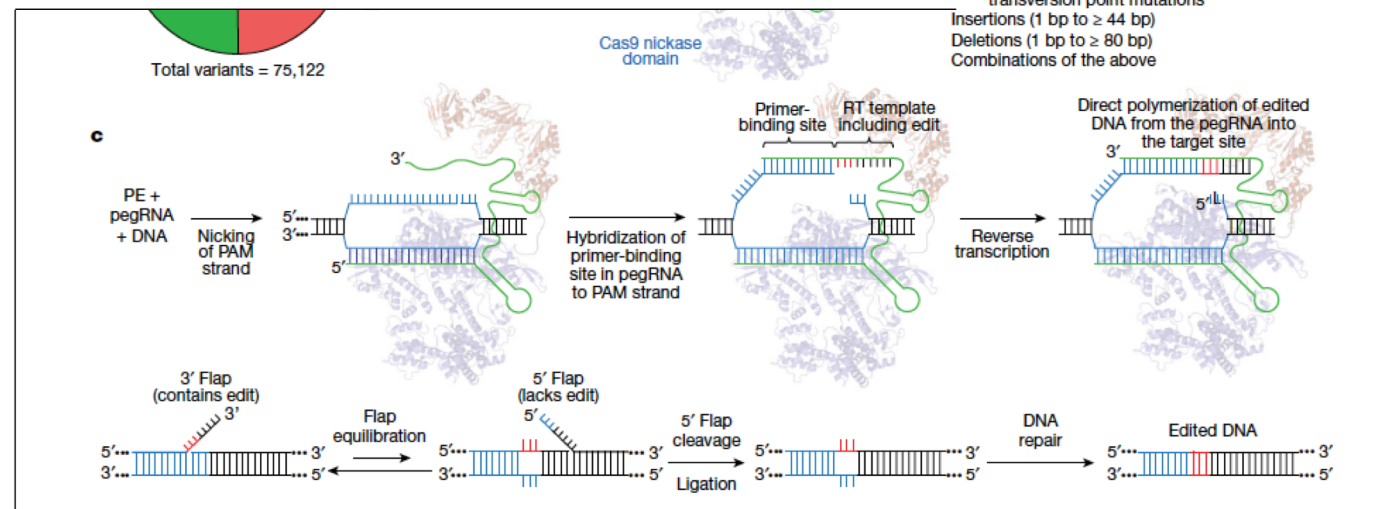 transversion point mutations
Insertions (1 bp to ≥ 44 bp)
Deletions (1 bp to ≥ 80 bp)
Combinations of the above
Cas9 nickase
domain
Total variants = 75,122
c
PE +
pegRNA
+ DNA
Nicking
of PAM
strand
3′
5′
3′
5′
Hybridization of
primer-binding
site in pegRNA
to PAM strand
Primer-
binding site
RT template
including edit
Reverse
transcription
Direct polymerization of edited
DNA from the pegRNA into
the target site
3′
5′
3′ Flap
(contains edit)
3′
5′ 3′
3′ 5′
Flap
equilibration
5′ Flap
(lacks edit)
5′
5′ 3′
3′ 5′
5′ Flap
cleavage
Ligation
5′ 3′
3′ 5′
DNA
repair
Edited DNA
5′ 3′
3′ 5′